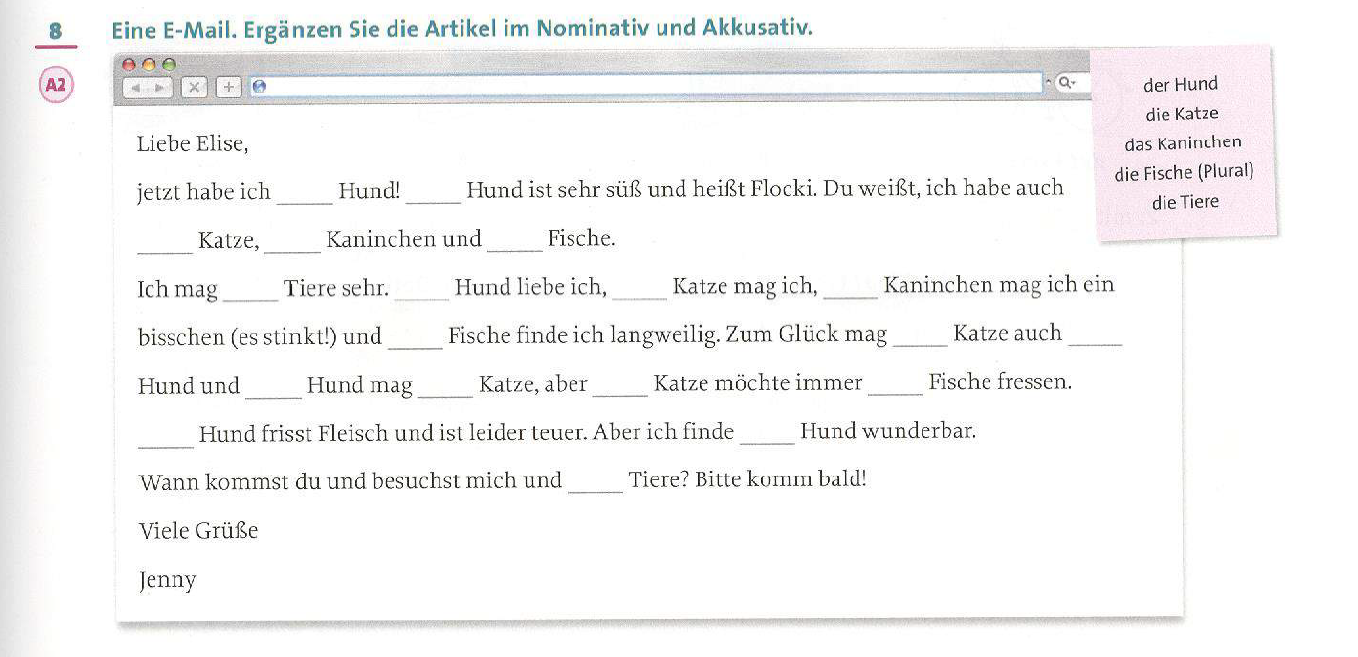 8 Eine E-Mail. Ergänzen Sie die Artikel im Nominativ und Akkusativ.
A2
der Hund
die Katze
das Kaninchen
die Fische (Plural)
die Tiere
Liebe Elise,
jetzt habe ich _____ Hund! _____ Hund ist sehr süß und heißt Flocki. Du weißt, ich habe auch
_____ Katze, _____ Kaninchen und _____ Fische.
Ich mag _____ Tiere sehr. _____ Hund liebe ich, _____ Katze mag ich, _____ Kaninchen mag ich ein
bisschen (es stinkt!) und _____ Fische finde ich langweilig. Zum Glück mag _____ Katze auch _____
Hund und _____ Hund mag _____ Katze, aber _____ Katze möchte immer _____ Fische fressen.
_____ Hund frisst Fleisch und ist leider teuer. Aber ich finde _____ Hund wunderbar.
Wann kommst du und besuchst mich und _____ Tiere? Bitte komm bald!
Viele Grüße
Jenny